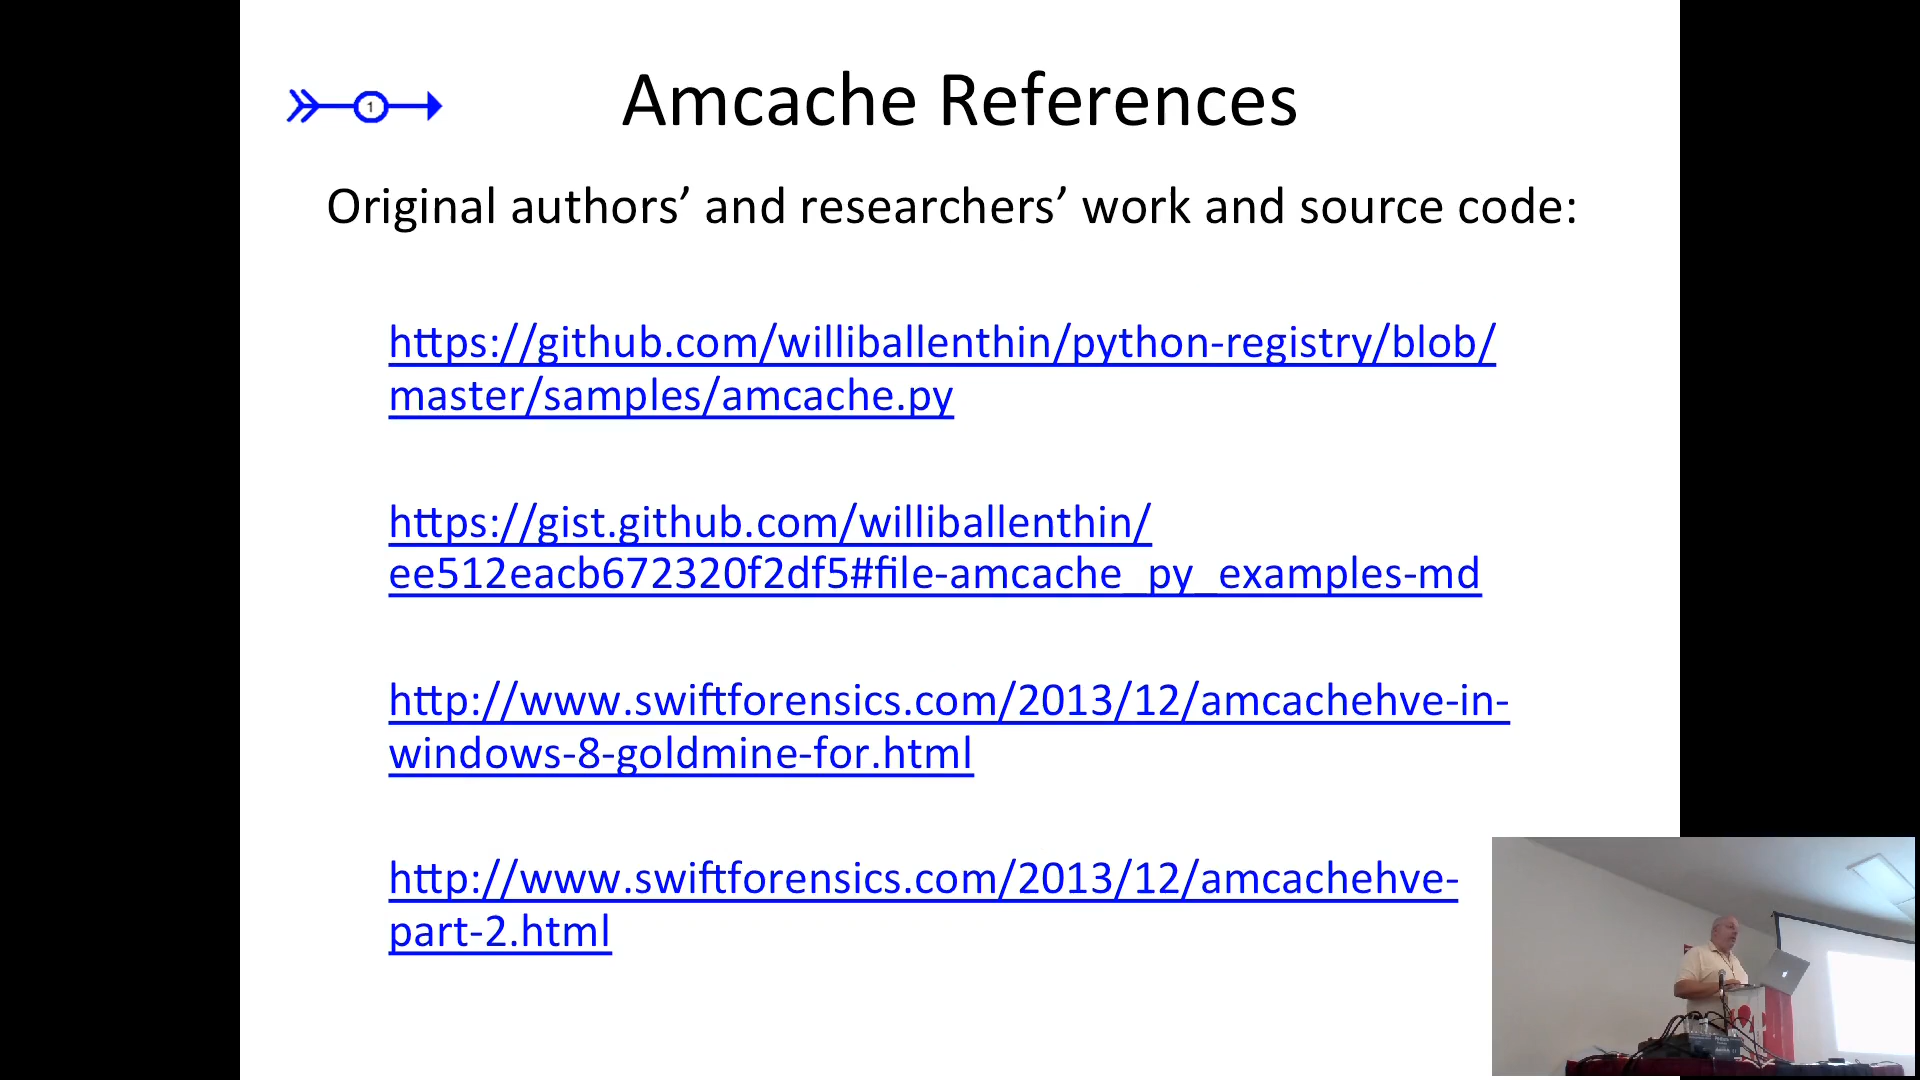 1
Amcache References
Original authors’ and researchers’ work and source code:
https://github.com/williballenthin/python-registry/blob/
master/samples/amcache.py
https://gist.github.com/williballenthin/
ee512eacb672320f2df5#file-amcache_py_examples-md
http://www.swiftforensics.com/2013/12/amcachehve-in-
windows-8-goldmine-for.html
http://www.swiftforensics.com/2013/12/amcachehve-
part-2.html